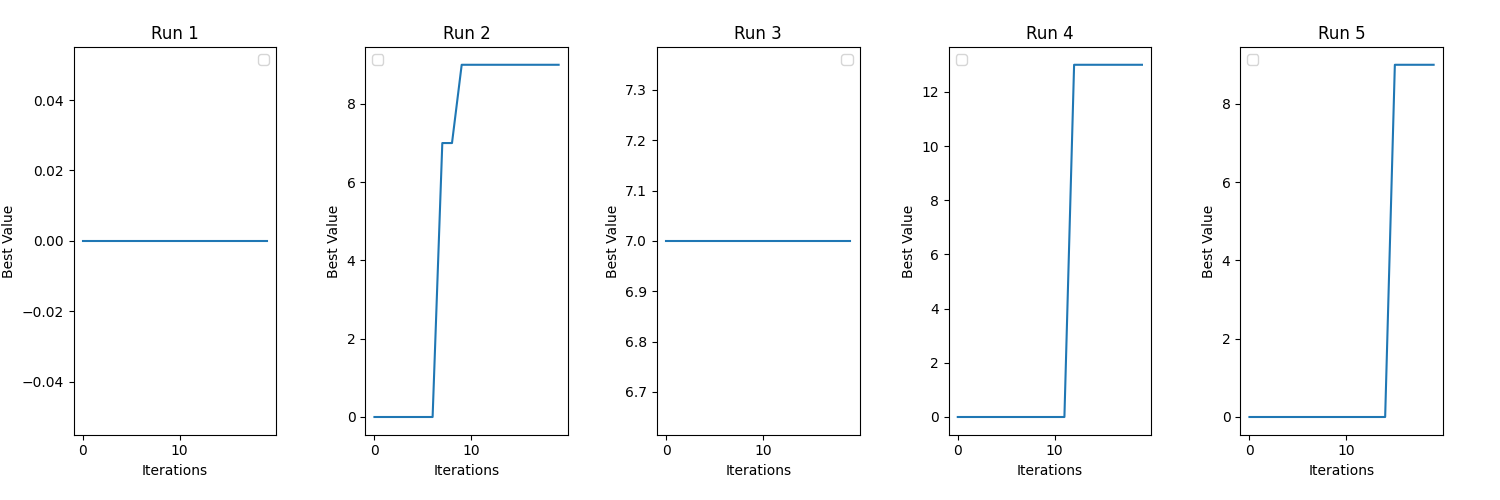 Run 1
0.04
0.02
0.00
−0.02
−0.04
0 10
Best Value
Iterations
Run 2
8
6
4
2
0
0 10
Best Value
Iterations
Run 3
7.3
7.2
7.1
7.0
6.9
6.8
6.7
0 10
Best Value
Iterations
Run 4
12
10
8
6
4
2
0
0 10
Best Value
Iterations
Run 5
8
6
4
2
0
0 10
Best Value
Iterations